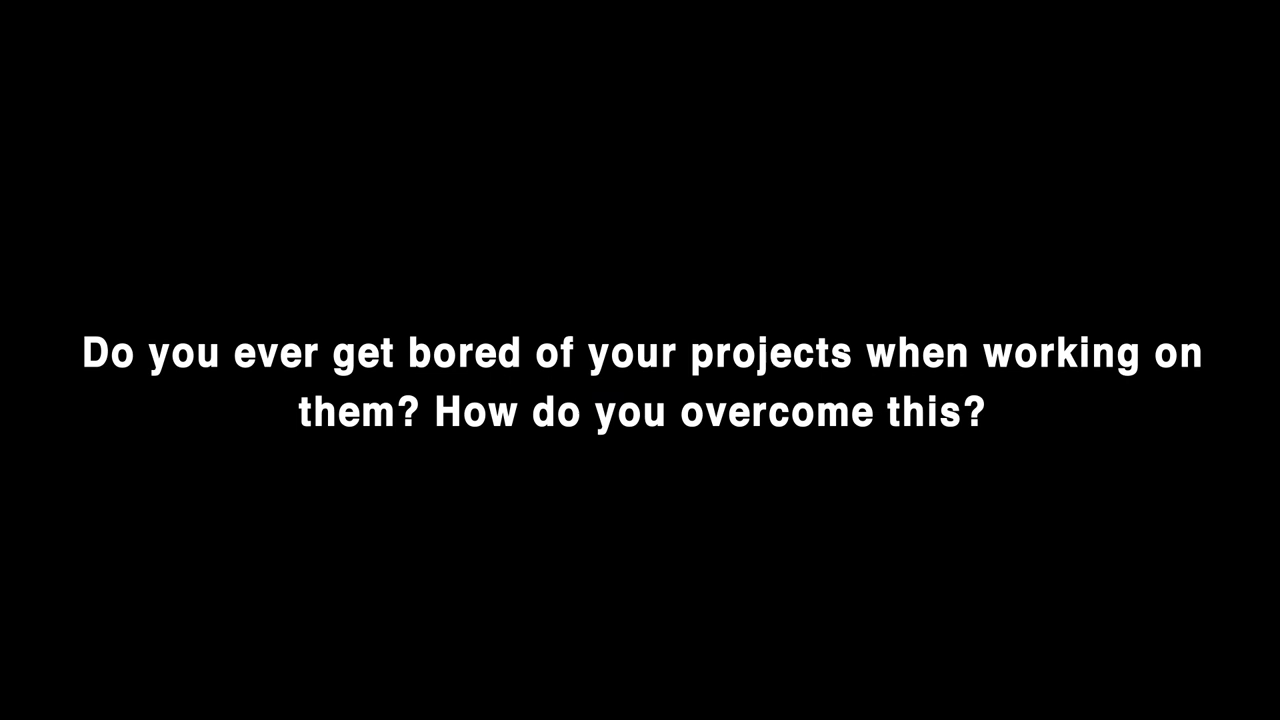 Do you ever get bored of your projects when working on
them? How do you overcome this?